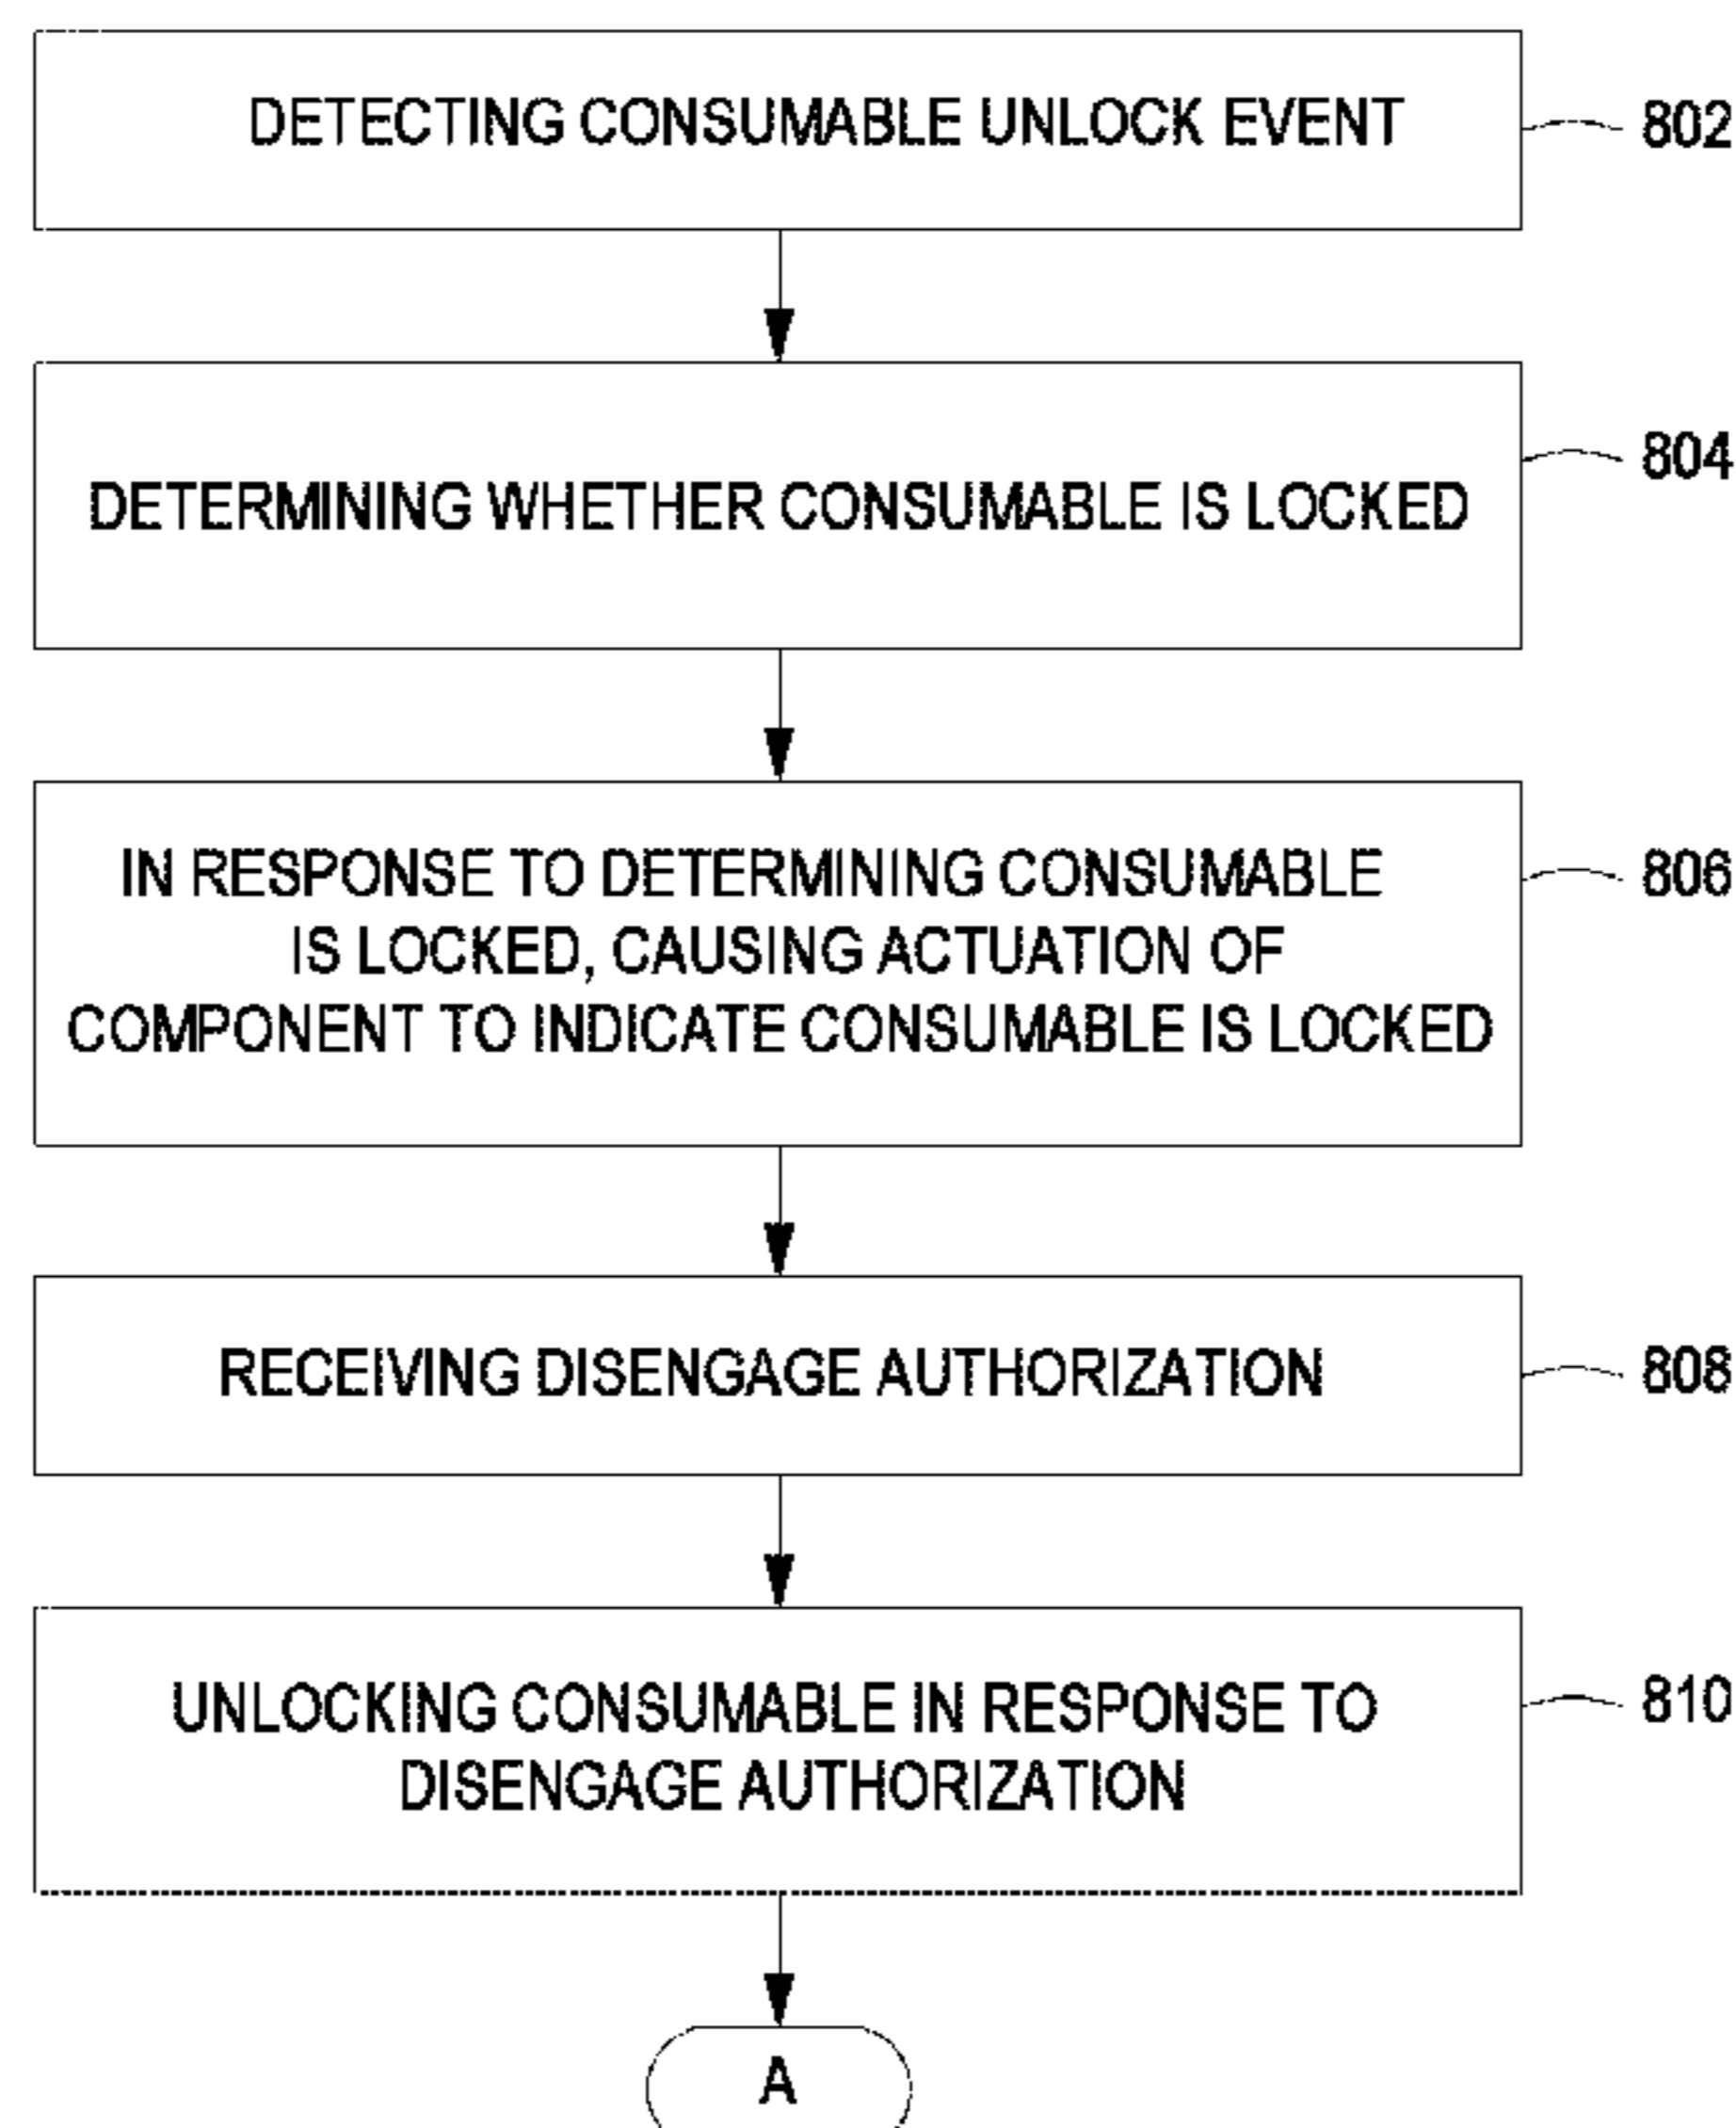 DETECTING CONSUMABLE UNLOCK EVENT
802
DETERMINING WHETHER CONSUMABLE IS LOCKED
804
IN RESPONSE TO DETERMINING CONSUMABLE
IS LOCKED, CAUSING ACTUATION OF
COMPONENT TO INDICATE CONSUMABLE IS LOCKED
806
RECEIVING DISENGAGE AUTHORIZATION
808
UNLOCKING CONSUMABLE IN RESPONSE TO
DISENGAGE AUTHORIZATION
810
A